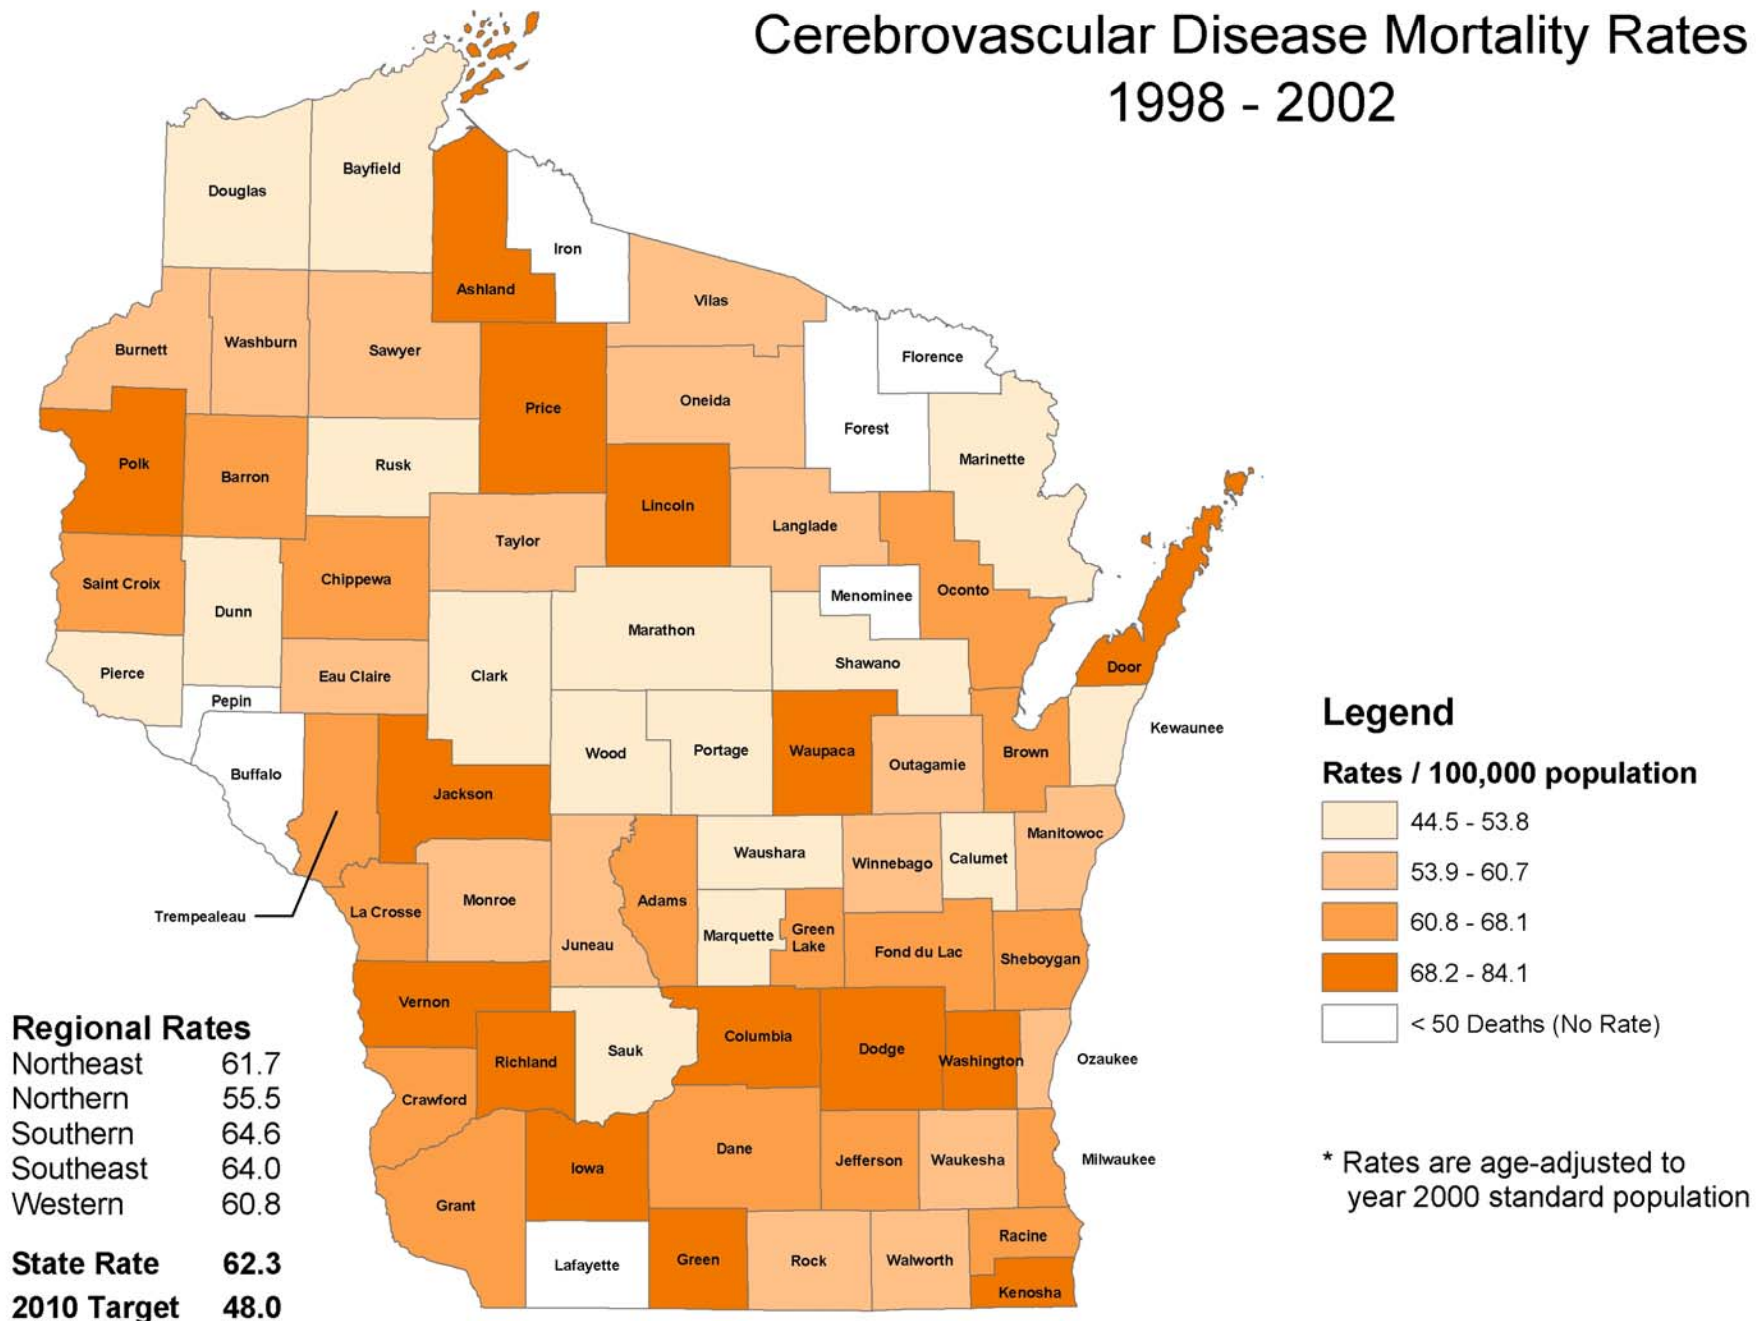 Cerebrovascular Disease Mortality Rates
1998 - 2002
Bayfield
Douglas
Iron
Ashland
Vilas
Burnett
Washburn
Sawyer
Florence
Price
Oneida
Forest
Polk
Barron
Rusk
Marinette
Lincoln
Langlade
Taylor
Saint Croix
Chippewa
Dunn
Menominee
Oconto
Marathon
Shawano
Pierce
Eau Claire
Clark
Door
Pepin
Kewaunee
Buffalo
Wood
Portage
Waupaca
Outagamie
Brown
Jackson
Manitowoc
Waushara
Winnebago
Calumet
Trempealeau
La Crosse
Monroe
Juneau
Adams
Marquette
Green
Lake
Fond du Lac
Sheboygan
Vernon
Richland
Sauk
Columbia
Dodge
Washington
Ozaukee
Crawford
Dane
Jefferson
Waukesha
Milwaukee
Iowa
Grant
Racine
Lafayette
Green
Rock
Walworth
Kenosha
Legend
Rates / 100,000 population
44.5 - 53.8
53.9 - 60.7
60.8 - 68.1
68.2 - 84.1
< 50 Deaths (No Rate)
* Rates are age-adjusted to
year 2000 standard population
Regional Rates
Northeast 61.7
Northern 55.5
Southern 64.6
Southeast 64.0
Western 60.8
State Rate 62.3
2010 Target 48.0